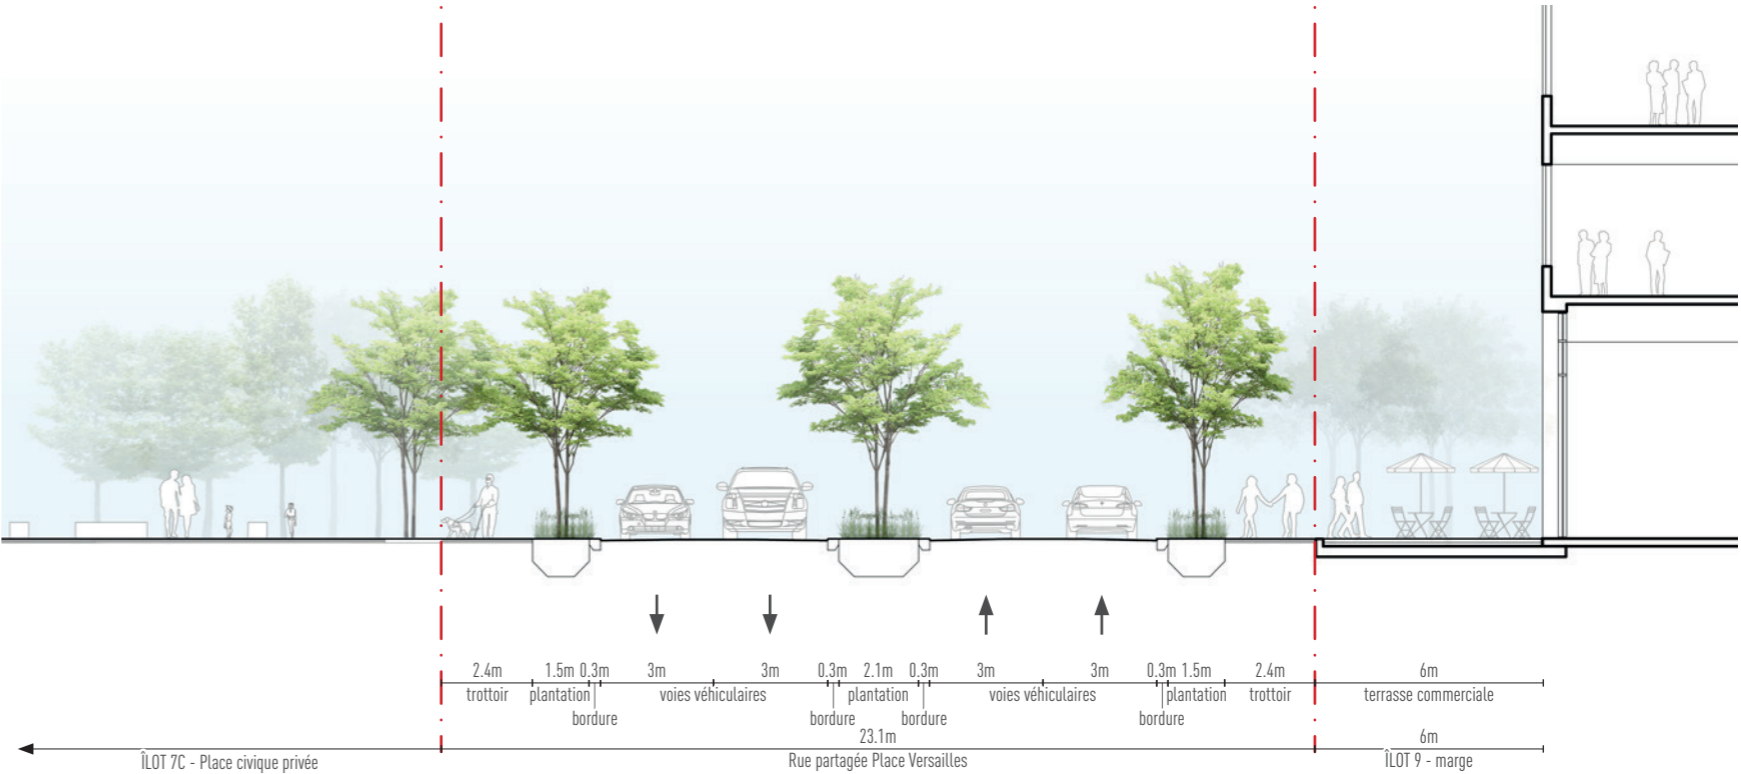 2.4m 1.5m 0.3m 3m 3m 0.3m 2.1m 0.3m 3m 3m 0.3m 1.5m 2.4m 6m
trottoir plantation voies véhiculaires plantation voies véhiculaires plantation trottoir terrasse commerciale
bordure bordure bordure bordure
23.1m 6m
ÎLOT 7C - Place civique privée Rue partagée Place Versailles ÎLOT 9 - marge